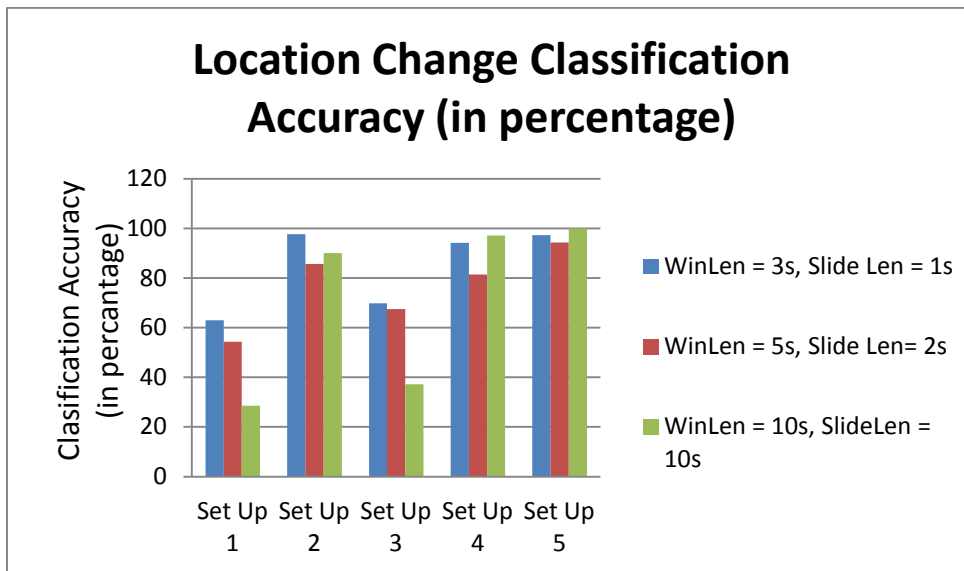 Location Change Classification
Accuracy (in percentage)
Clasification Accuracy
(in percantage)
120
100
80
60
40
20
0
Set Up Set Up Set Up Set Up Set Up
1 2 3 4 5
WinLen = 3s, Slide Len = 1s
WinLen = 5s, Slide Len= 2s
WinLen = 10s, SlideLen =
10s